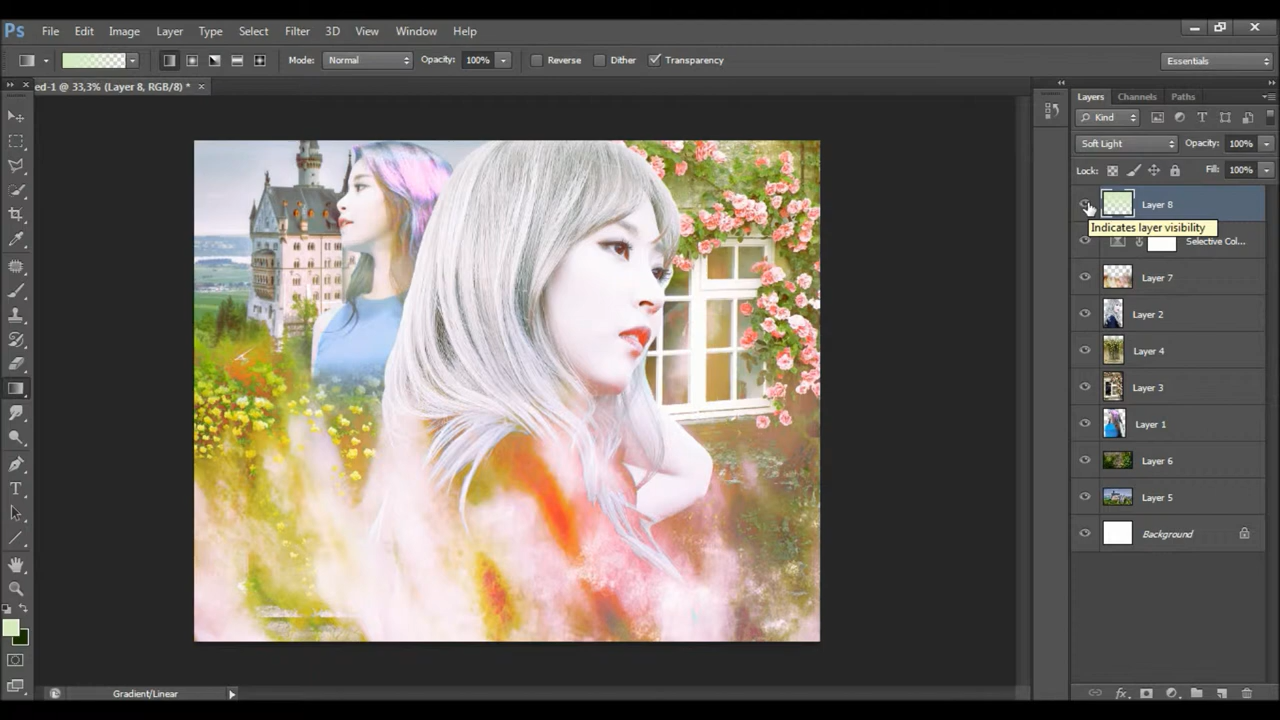 Ps File Edit Image Layer Type Select Filter 3D View Window Help
Mode: Normal Opacity: 100% Reverse Dither Transparency Essentials
ed-1 @ 33,3% (Layer 8, RGB/8) *
Layers Channels Paths
Kind
Soft Light Opacity: 100%
Lock: Fill: 100%
Layer 8
Indicates layer visibility
Selective Col...
Layer 7
Layer 2
Layer 4
Layer 3
Layer 1
Layer 6
Layer 5
Background
Gradient/Linear